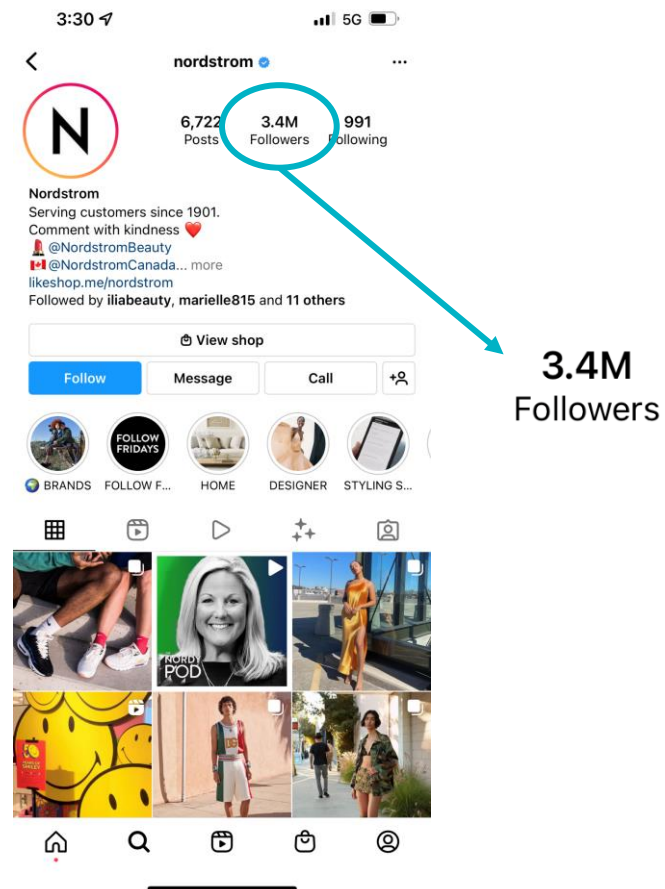 3:30
5G
nordstrom
N
6,722
Posts
3.4M
Followers
991
Following
Nordstrom
Serving customers since 1901.
Comment with kindness ❤️
💄 @NordstromBeauty
🇨🇦 @NordstromCanada... more
likeshop.me/nordstrom
Followed by iliabeauty, marielle815 and 11 others
View shop
Follow
Message
Call
FOLLOW
FRIDAYS
🌍 BRANDS
FOLLOW F...
HOME
DESIGNER
STYLING S...
NORDY
POD
3.4M
Followers